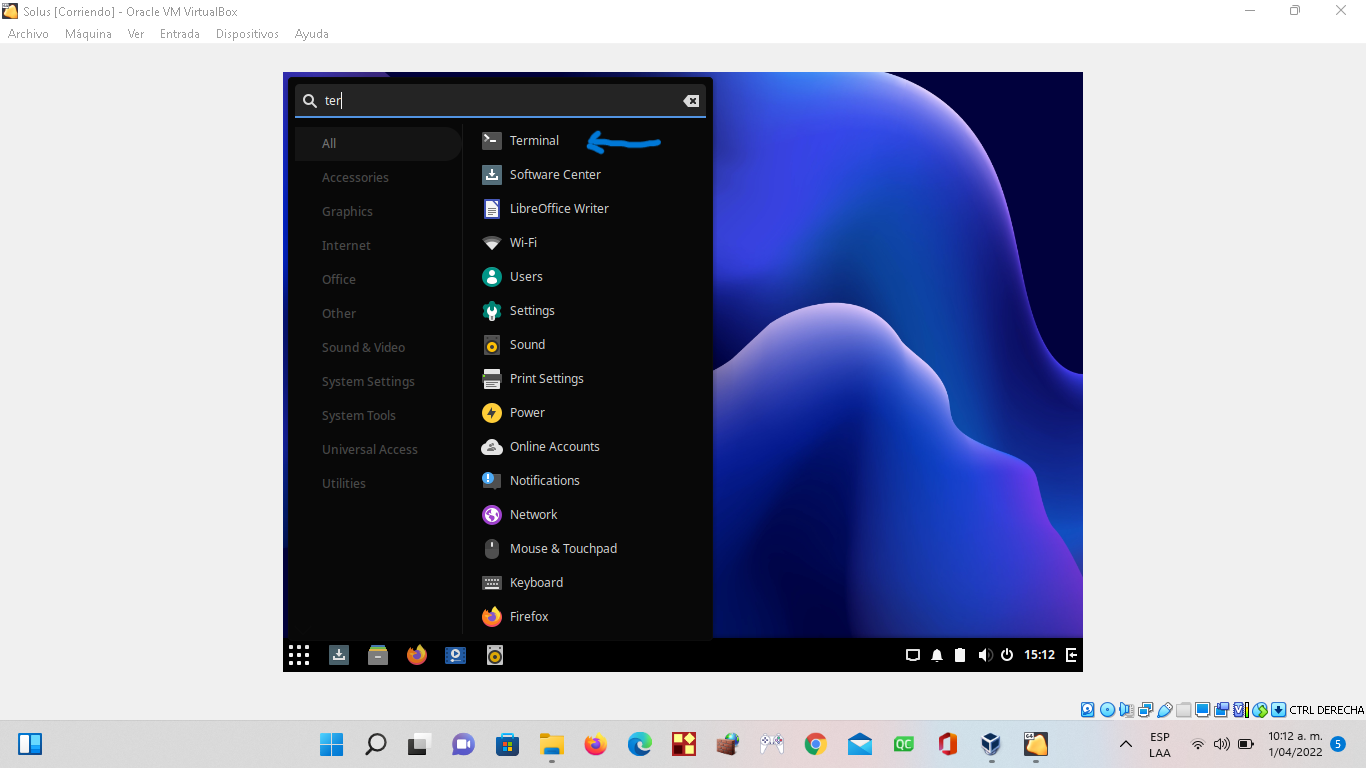 Solus [Corriendo] - Oracle VM VirtualBox
Archivo Máquina Ver Entrada Dispositivos Ayuda
ter
All
Accessories
Graphics
Internet
Office
Other
Sound & Video
System Settings
System Tools
Universal Access
Utilities
Terminal
Software Center
LibreOffice Writer
Wi-Fi
Users
Settings
Sound
Print Settings
Power
Online Accounts
Notifications
Network
Mouse & Touchpad
Keyboard
Firefox
15:12
CTRL DERECHA
QC
ESP
LAA
10:12 a. m.
1/04/2022
5